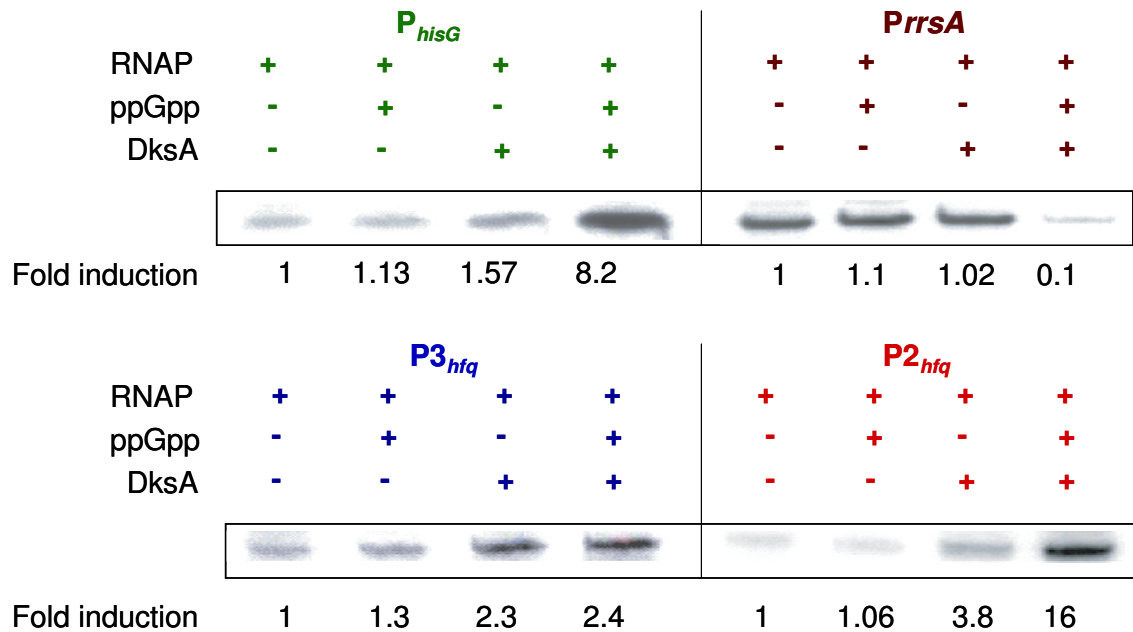 PhisG PrrsA
RNAP + + + + + + + +
ppGpp - + - + - + - +
DksA - - + + - - + +
Fold induction 1 1.13 1.57 8.2 1 1.1 1.02 0.1
P3hfq P2hfq
RNAP + + + + + + + +
ppGpp - + - + - + - +
DksA - - + + - - + +
Fold induction 1 1.3 2.3 2.4 1 1.06 3.8 16